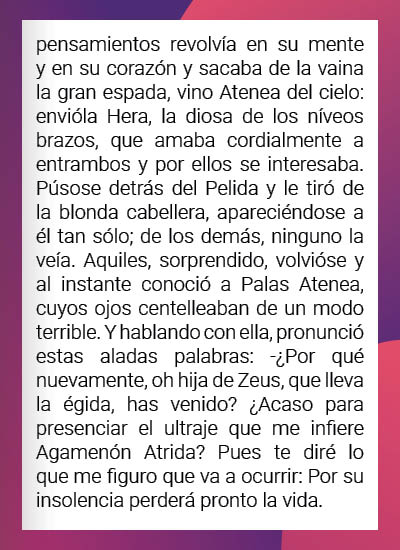 pensamientos revolvía en su mente
y en su corazón y sacaba de la vaina
la gran espada, vino Atenea del cielo:
envióla Hera, la diosa de los níveos
brazos, que amaba cordialmente a
entrambos y por ellos se interesaba.
Púsose detrás del Pelida y le tiró de
la blonda cabellera, apareciéndose a
él tan sólo; de los demás, ninguno la
veía. Aquiles, sorprendido, volvióse y
al instante conoció a Palas Atenea,
cuyos ojos centelleaban de un modo
terrible. Y hablando con ella, pronunció
estas aladas palabras: -¿Por qué
nuevamente, oh hija de Zeus, que lleva
la égida, has venido? ¿Acaso para
presenciar el ultraje que me infiere
Agamenón Atrida? Pues te diré lo
que me figuro que va a ocurrir: Por su
insolencia perderá pronto la vida.